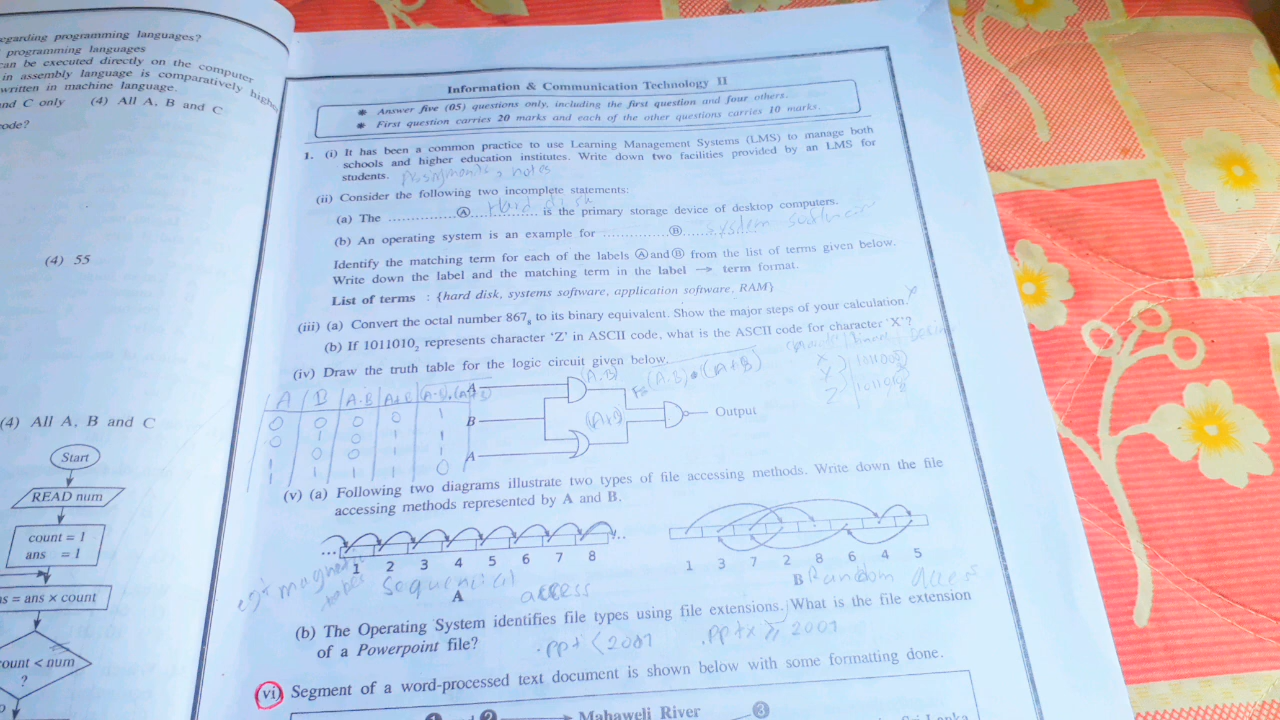 egarding programming languages?
programming languages
can be executed directly on the computer
in assembly language is comparatively highe
written in machine language.
nd C only (4) All A, B and C
ode?
(4) 55
(4) All A, B and C
Start
READ num
count = 1
ans = 1
ns = ans × count
ount < num
?
Information & Communication Technology II
* Answer five (05) questions only, including the first question and four others.
* First question carries 20 marks and each of the other questions carries 10 marks.
1. (i) It has been a common practice to use Learning Management Systems (LMS) to manage both
schools and higher education institutes. Write down two facilities provided by an LMS for
students. Assignments, notes
(ii) Consider the following two incomplete statements:
(a) The ..............Ⓐ.............. is the primary storage device of desktop computers.
Hard disk
(b) An operating system is an example for ..............Ⓑ..............
system
Identify the matching term for each of the labels Ⓐ and Ⓑ from the list of terms given below.
Write down the label and the matching term in the label → term format.
List of terms : {hard disk, systems software, application software, RAM}
(iii) (a) Convert the octal number 867₈ to its binary equivalent. Show the major steps of your calculation.
(b) If 1011010₂ represents character 'Z' in ASCII code, what is the ASCII code for character 'X'?
(iv) Draw the truth table for the logic circuit given below.
A B A·B A+B (A·B)·(A+B)
0 0 0 0 1
0 1 0 1 1
1 0 0 1 1
1 1 1 1 0
A
B
A
(A·B)
(A+B)
F=(A·B)·(A+B)
Output
X 1011000
Y
Z
(v) (a) Following two diagrams illustrate two types of file accessing methods. Write down the file
accessing methods represented by A and B.
1 2 3 4 5 6 7 8
A
1 3 7 2 8 6 4 5
B
access
Random access
(b) The Operating System identifies file types using file extensions. What is the file extension
of a Powerpoint file?
.ppt < 2007 .pptx ≥ 2007
(vi) Segment of a word-processed text document is shown below with some formatting done.
Mahaweli River
3